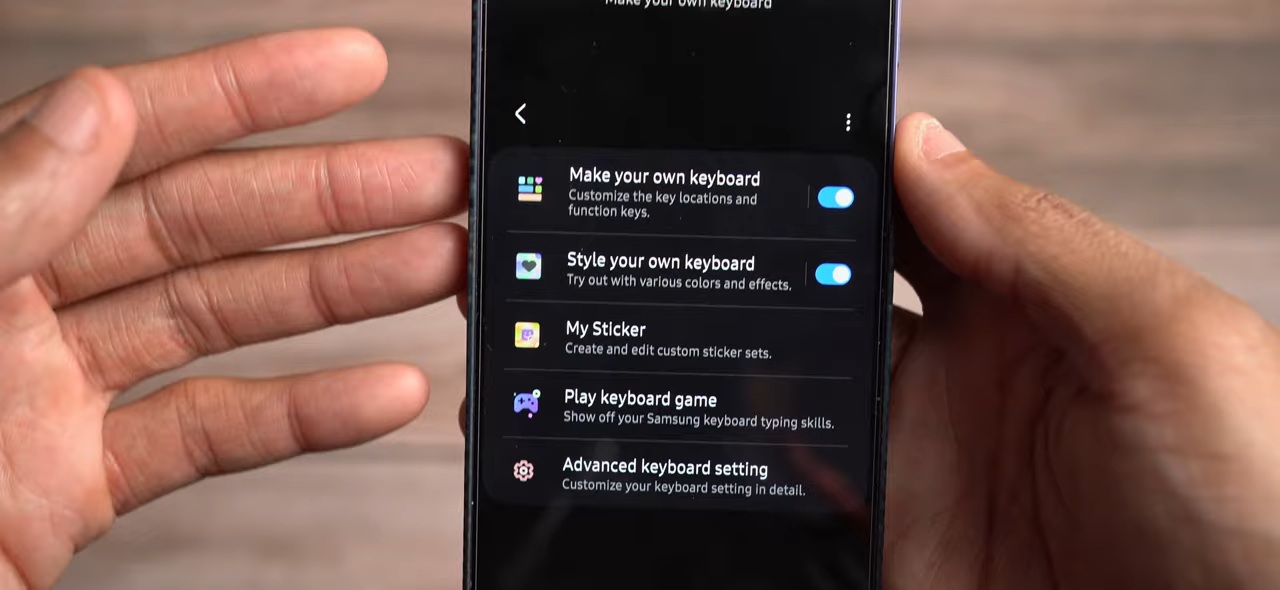 Make your own keyboard
Make your own keyboard
Customize the key locations and
function keys.
Style your own keyboard
Try out with various colors and effects.
My Sticker
Create and edit custom sticker sets.
Play keyboard game
Show off your Samsung keyboard typing skills.
Advanced keyboard setting
Customize your keyboard setting in detail.